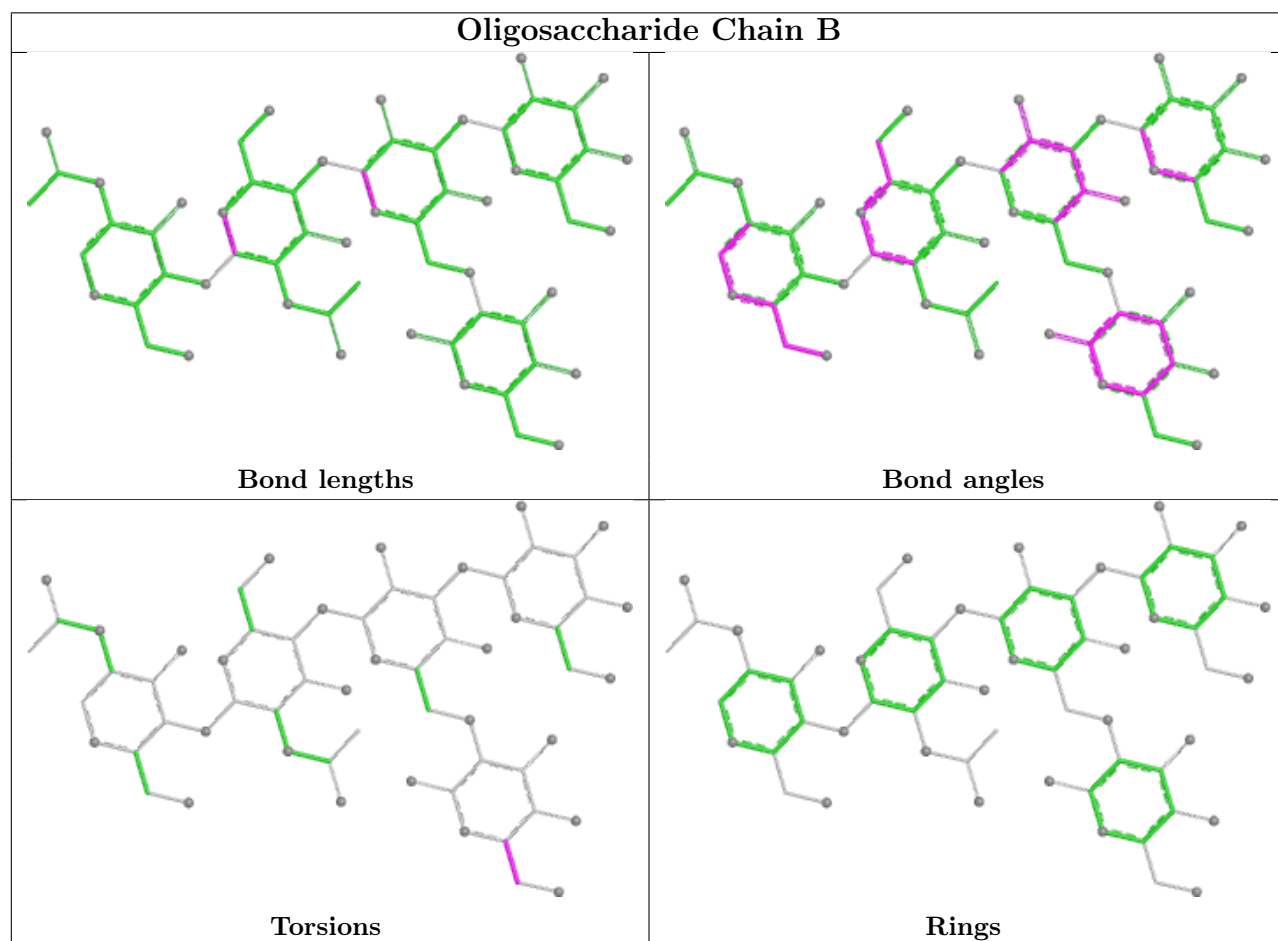 Oligosaccharide Chain B
Bond lengths
Bond angles
Torsions
Rings